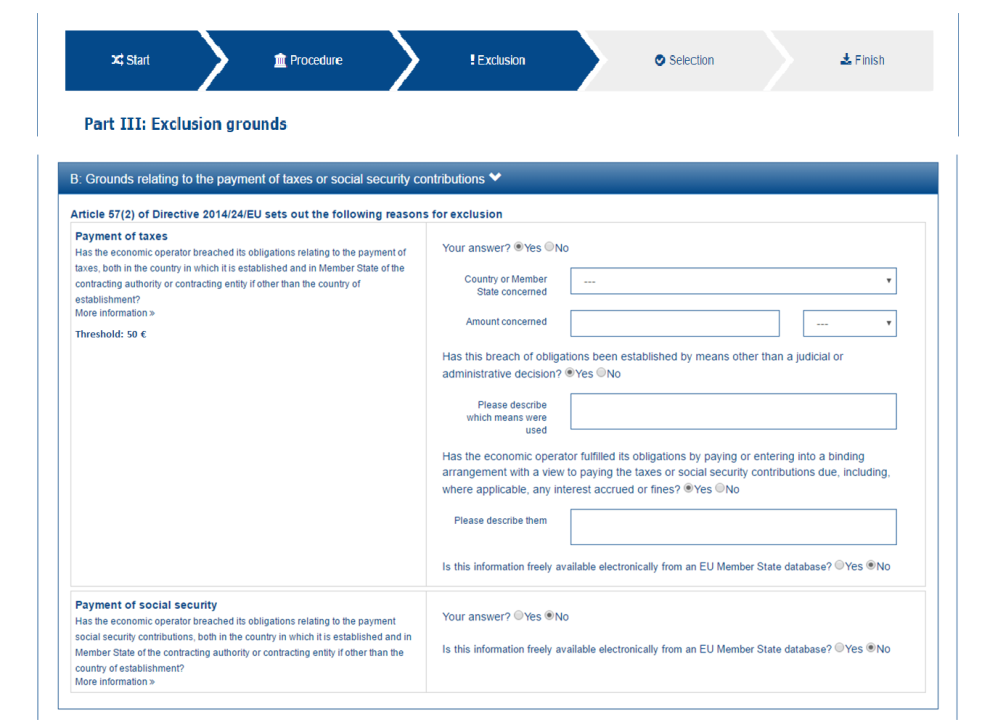 Start
Procedure
Exclusion
Selection
Finish
Part III: Exclusion grounds
B: Grounds relating to the payment of taxes or social security contributions
Article 57(2) of Directive 2014/24/EU sets out the following reasons for exclusion
Payment of taxes
Has the economic operator breached its obligations relating to the payment of
taxes, both in the country in which it is established and in Member State of the
contracting authority or contracting entity if other than the country of
establishment?
More information »
Threshold: 50 €
Your answer? Yes No
Country or Member
State concerned
---
Amount concerned
---
Has this breach of obligations been established by means other than a judicial or
administrative decision? Yes No
Please describe
which means were
used
Has the economic operator fulfilled its obligations by paying or entering into a binding
arrangement with a view to paying the taxes or social security contributions due, including,
where applicable, any interest accrued or fines? Yes No
Please describe them
Is this information freely available electronically from an EU Member State database? Yes No
Payment of social security
Has the economic operator breached its obligations relating to the payment
social security contributions, both in the country in which it is established and in
Member State of the contracting authority or contracting entity if other than the
country of establishment?
More information »
Your answer? Yes No
Is this information freely available electronically from an EU Member State database? Yes No